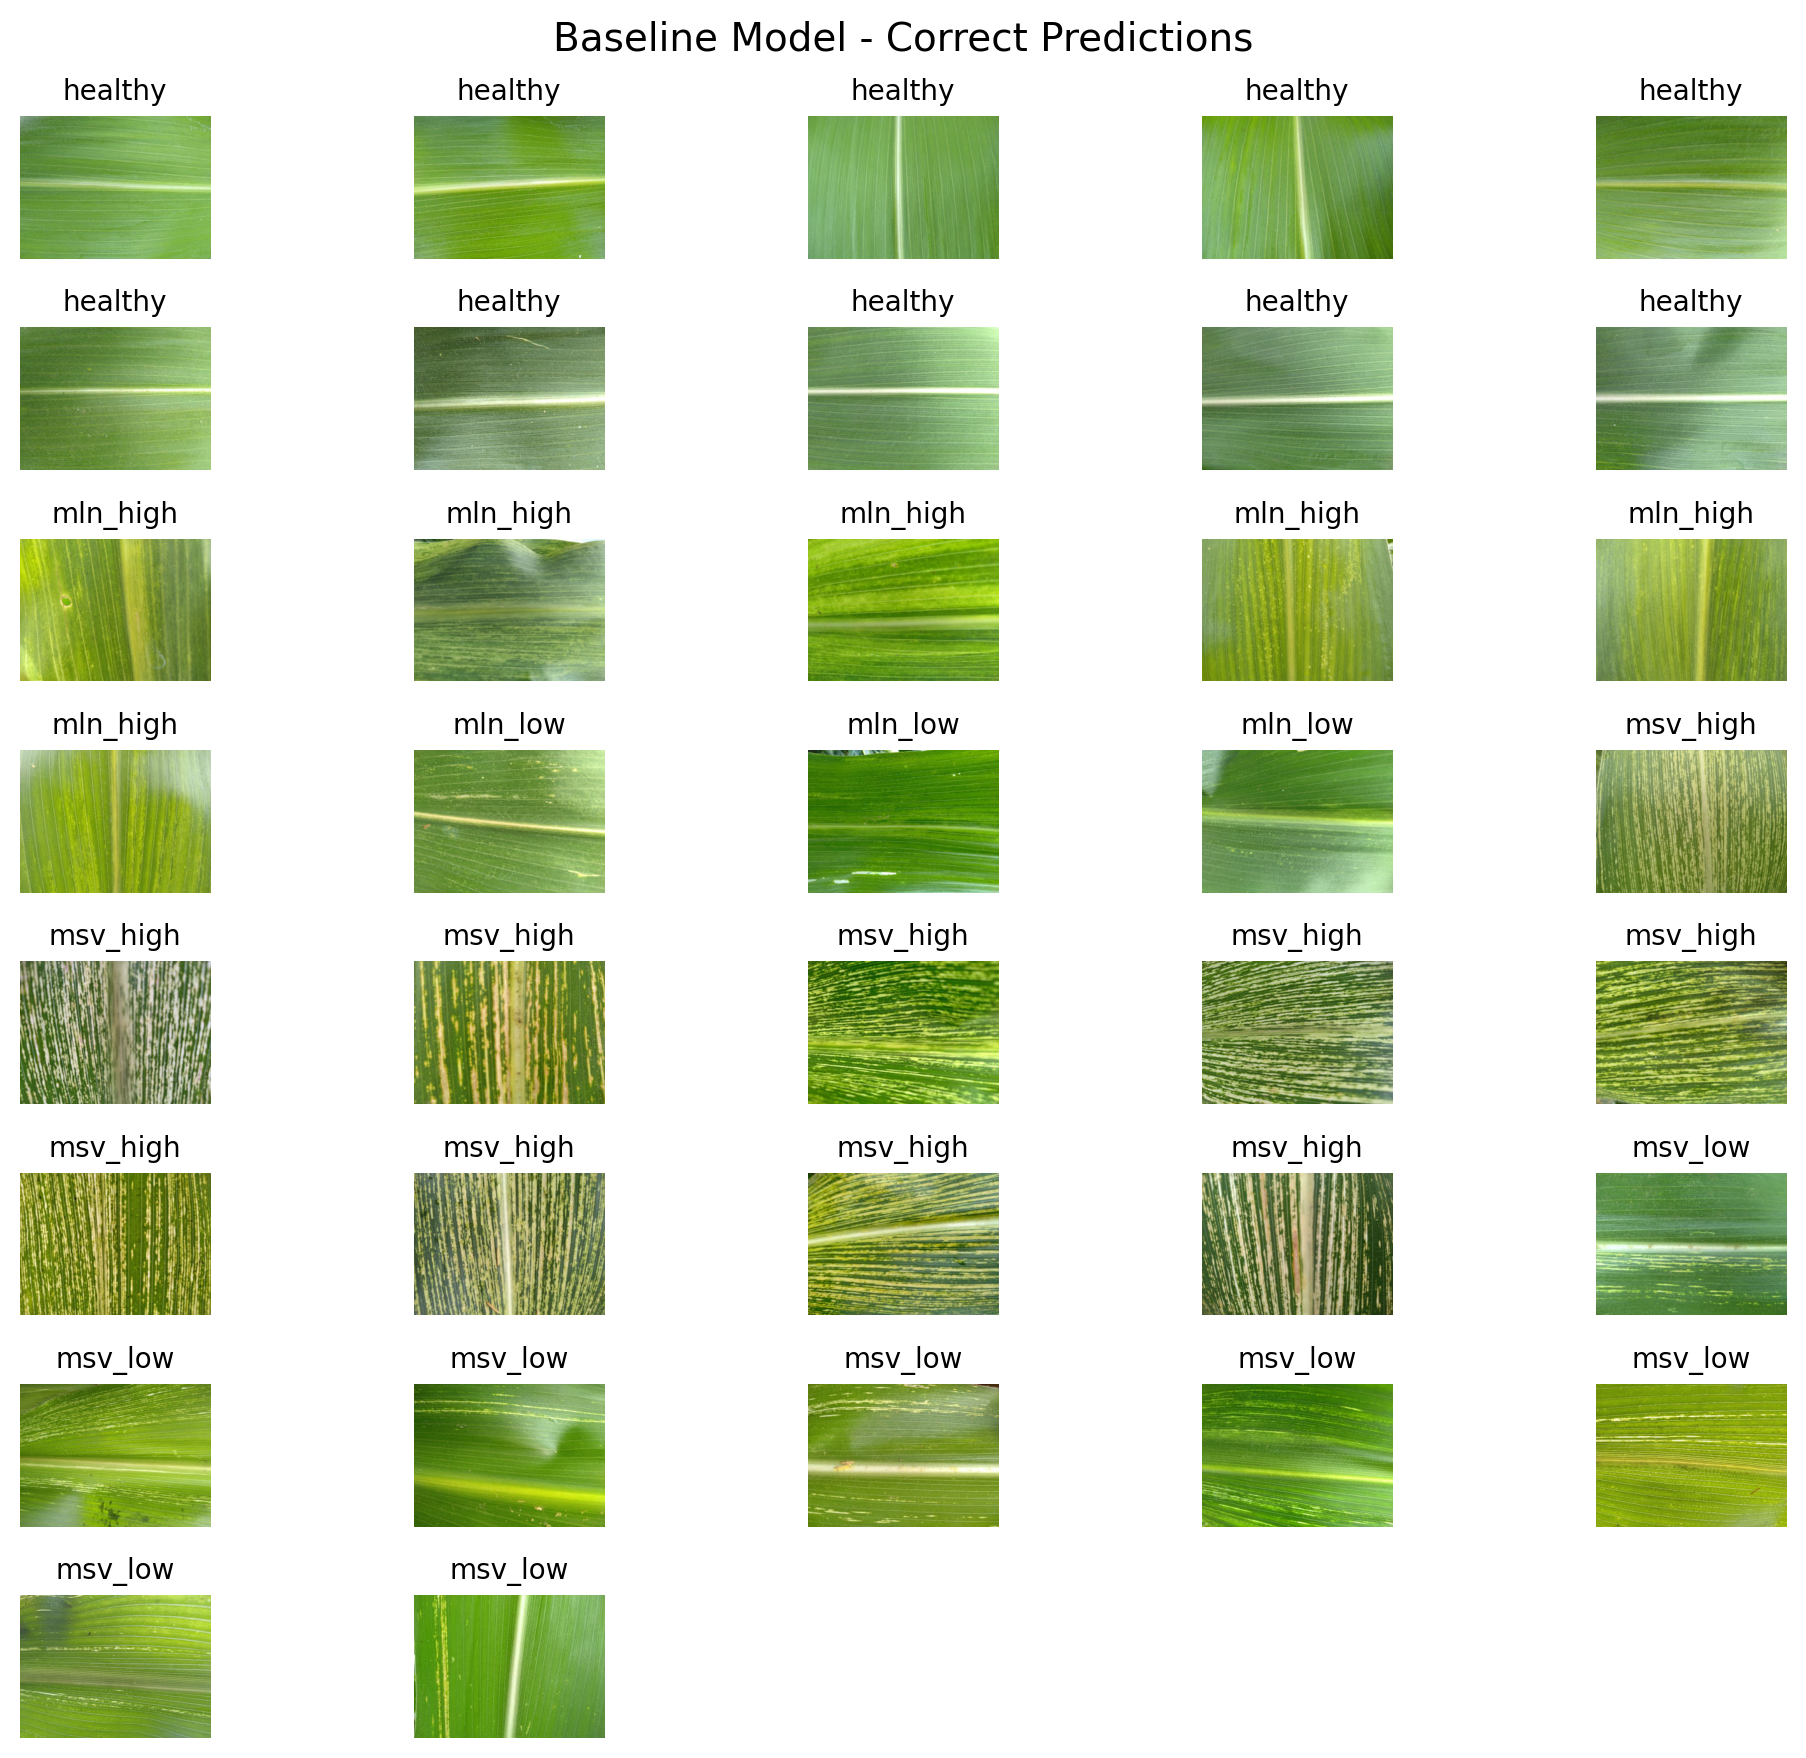 Baseline Model - Correct Predictions
healthy healthy healthy healthy healthy
healthy healthy healthy healthy healthy
mln_high mln_high mln_high mln_high mln_high
mln_high mln_low mln_low mln_low msv_high
msv_high msv_high msv_high msv_high msv_high
msv_high msv_high msv_high msv_high msv_low
msv_low msv_low msv_low msv_low msv_low
msv_low msv_low